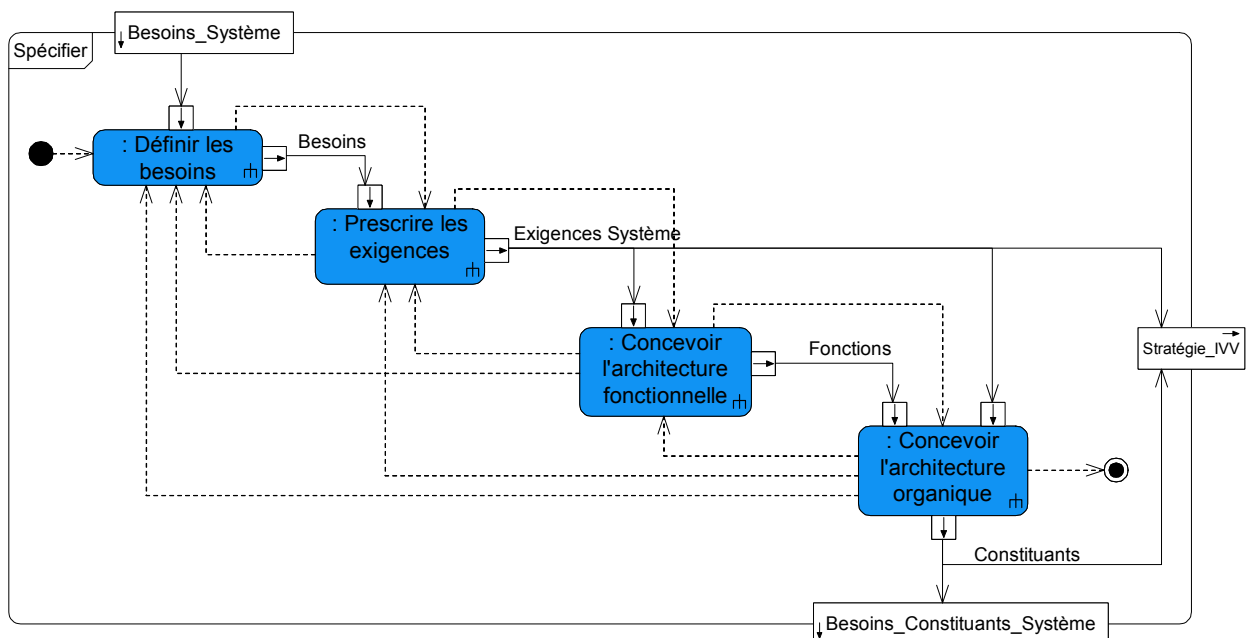 Besoins_Système
Spécifier
: Définir les
besoins
Besoins
: Prescrire les
exigences
Exigences Système
: Concevoir
l'architecture
fonctionnelle
Fonctions
Stratégie_IVV
: Concevoir
l'architecture
organique
Constituants
Besoins_Constituants_Système